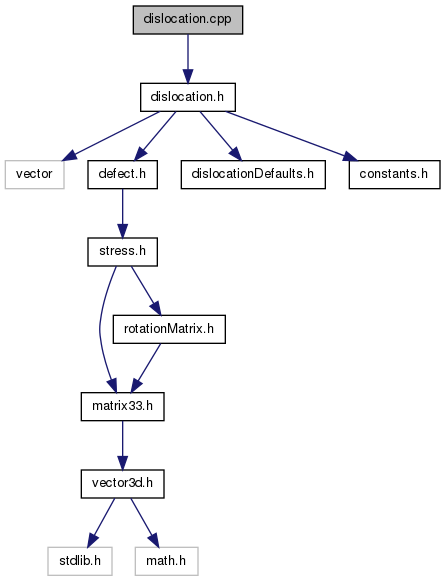 dislocation.cpp
dislocation.h
vector
defect.h
dislocationDefaults.h
constants.h
stress.h
rotationMatrix.h
matrix33.h
vector3d.h
stdlib.h
math.h